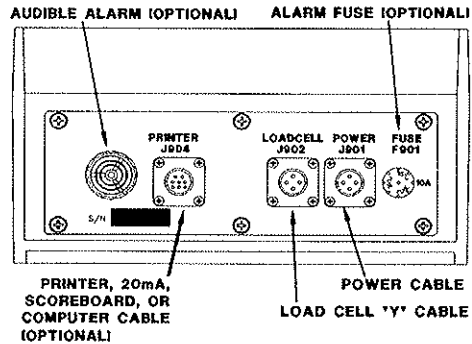 AUDIBLE ALARM (OPTIONAL)
ALARM FUSE (OPTIONAL)
PRINTER
J904
LOADCELL
J902
POWER
J901
FUSE
F901
10A
S/N
PRINTER, 20mA,
SCOREBOARD, OR
COMPUTER CABLE
(OPTIONAL)
POWER CABLE
LOAD CELL "Y" CABLE